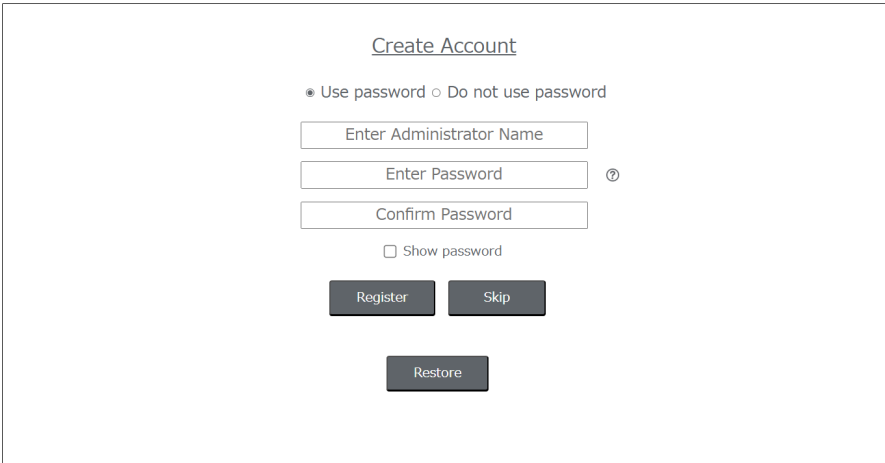 Create Account
Use password Do not use password
Enter Administrator Name
Enter Password
Confirm Password
Show password
Register Skip
Restore